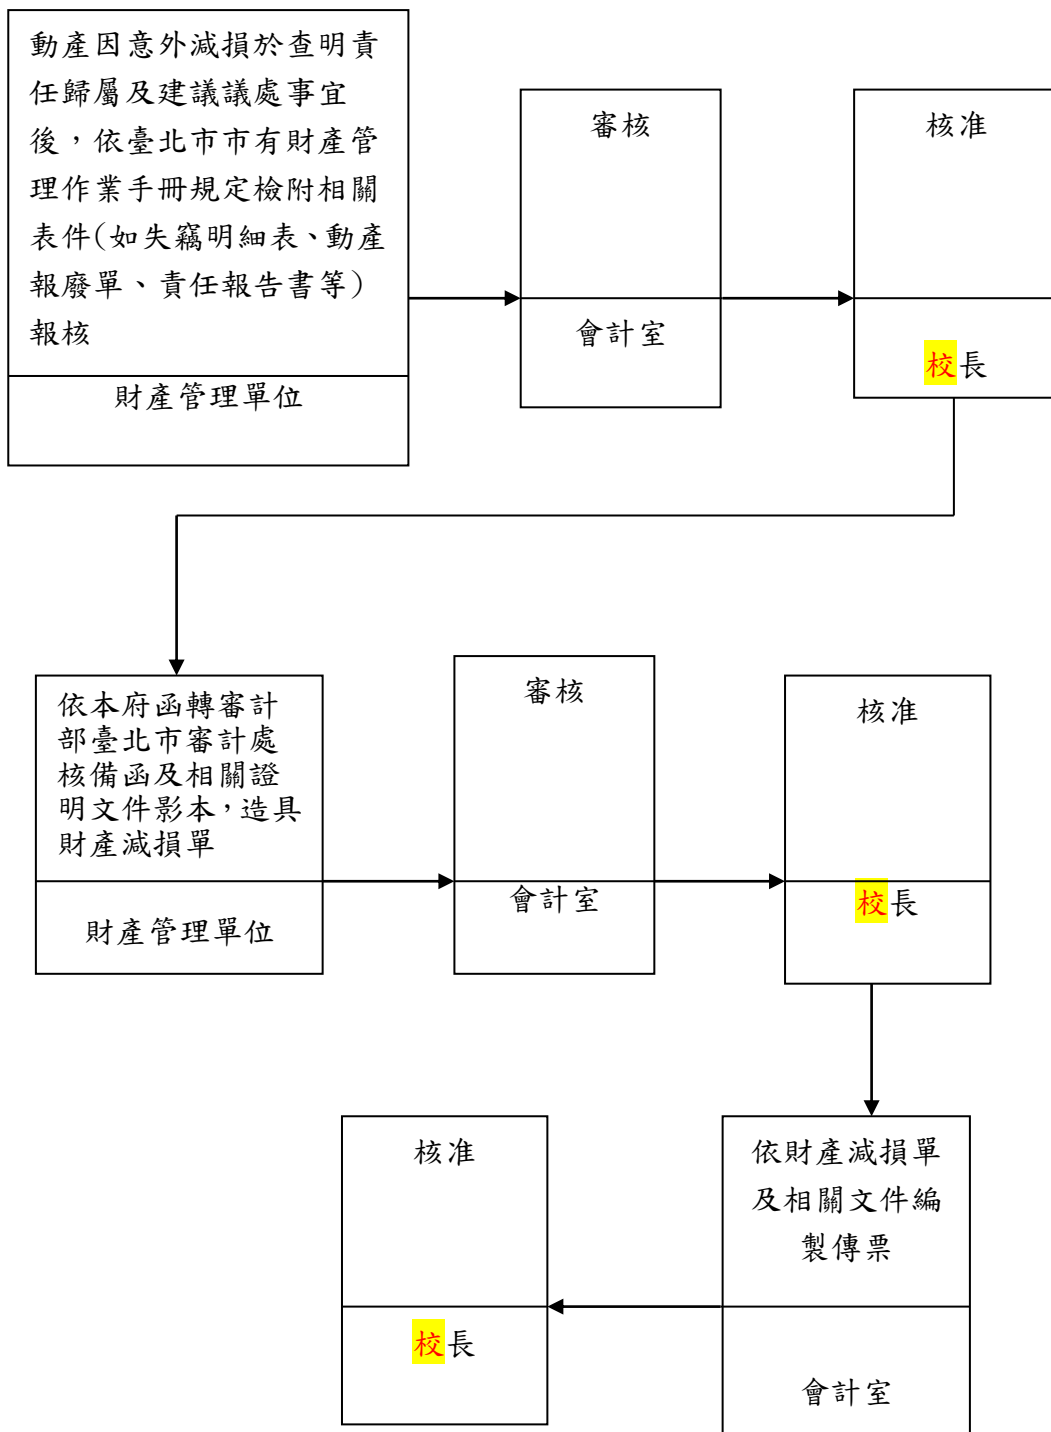 動產因意外減損於查明責
任歸屬及建議議處事宜
後，依臺北市市有財產管
理作業手冊規定檢附相關
表件(如失竊明細表、動產
報廢單、責任報告書等)
報核
財產管理單位
審核
會計室
核准
校長
依本府函轉審計
部臺北市審計處
核備函及相關證
明文件影本，造具
財產減損單
財產管理單位
審核
會計室
核准
校長
依財產減損單
及相關文件編
製傳票
會計室
核准
校長